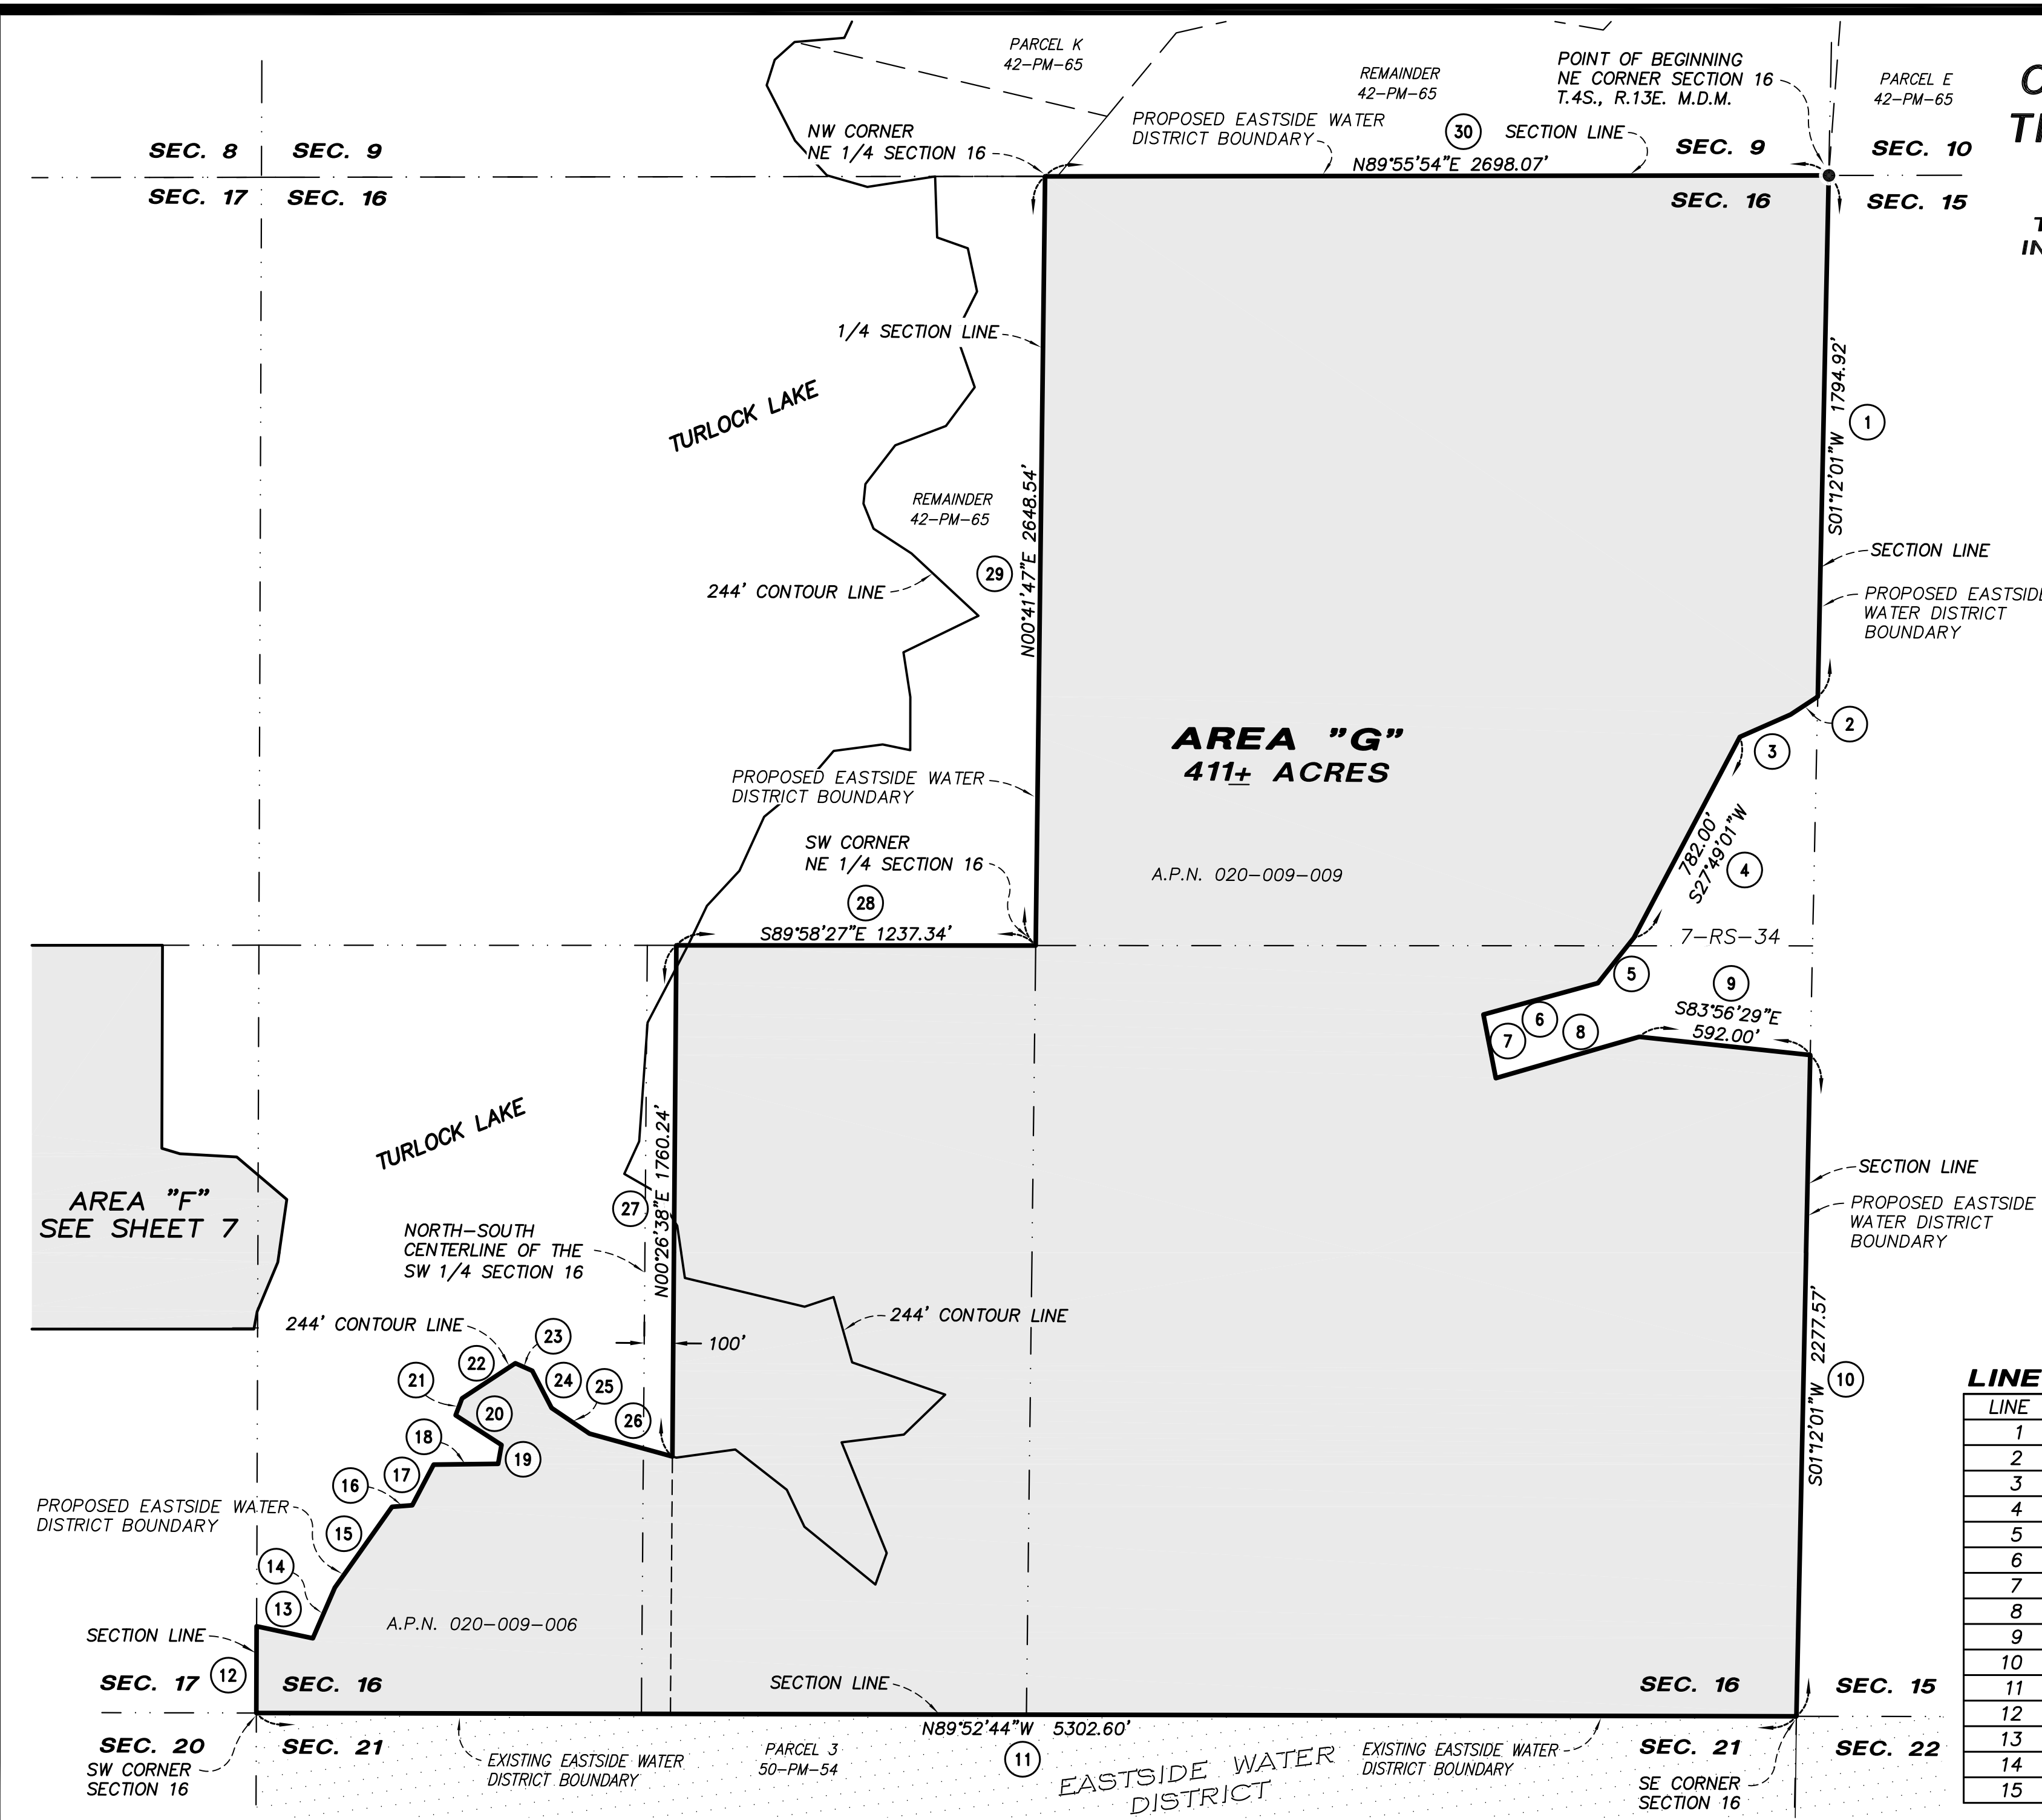 PARCEL K
42-PM-65
REMAINDER
42-PM-65
POINT OF BEGINNING
NE CORNER SECTION 16
T.4S., R.13E. M.D.M.
PARCEL E
42-PM-65
PROPOSED EASTSIDE WATER
DISTRICT BOUNDARY
30
SECTION LINE
NW CORNER
NE 1/4 SECTION 16
N89°55'54"E 2698.07'
SEC. 8
SEC. 9
SEC. 9
SEC. 10
SEC. 17
SEC. 16
SEC. 16
SEC. 15
1/4 SECTION LINE
TURLOCK LAKE
S01°12'01"W 1794.92'
1
REMAINDER
42-PM-65
N00°41'47"E 2648.54'
29
244' CONTOUR LINE
SECTION LINE
PROPOSED EASTSIDE
WATER DISTRICT
BOUNDARY
2
3
AREA "G"
411± ACRES
PROPOSED EASTSIDE WATER
DISTRICT BOUNDARY
782.00'
S27°49'01"W
4
SW CORNER
NE 1/4 SECTION 16
A.P.N. 020-009-009
28
S89°58'27"E 1237.34'
7-RS-34
5
9
S83°56'29"E
592.00'
6
7
8
TURLOCK LAKE
N00°26'38"E 1760.24'
27
AREA "F"
SEE SHEET 7
SECTION LINE
PROPOSED EASTSIDE
WATER DISTRICT
BOUNDARY
NORTH-SOUTH
CENTERLINE OF THE
SW 1/4 SECTION 16
244' CONTOUR LINE
244' CONTOUR LINE
100'
23
22
21
24
25
20
26
18
19
17
16
S01°12'01"W 2277.57'
10
PROPOSED EASTSIDE WATER
DISTRICT BOUNDARY
15
14
13
A.P.N. 020-009-006
SECTION LINE
12
SEC. 17
SEC. 16
SECTION LINE
SEC. 16
SEC. 15
N89°52'44"W 5302.60'
11
SEC. 20
SEC. 21
SW CORNER
SECTION 16
EXISTING EASTSIDE WATER
DISTRICT BOUNDARY
PARCEL 3
50-PM-54
EASTSIDE WATER
DISTRICT
EXISTING EASTSIDE WATER
DISTRICT BOUNDARY
SEC. 21
SEC. 22
SE CORNER
SECTION 16
LINE
LINE
1
2
3
4
5
6
7
8
9
10
11
12
13
14
15